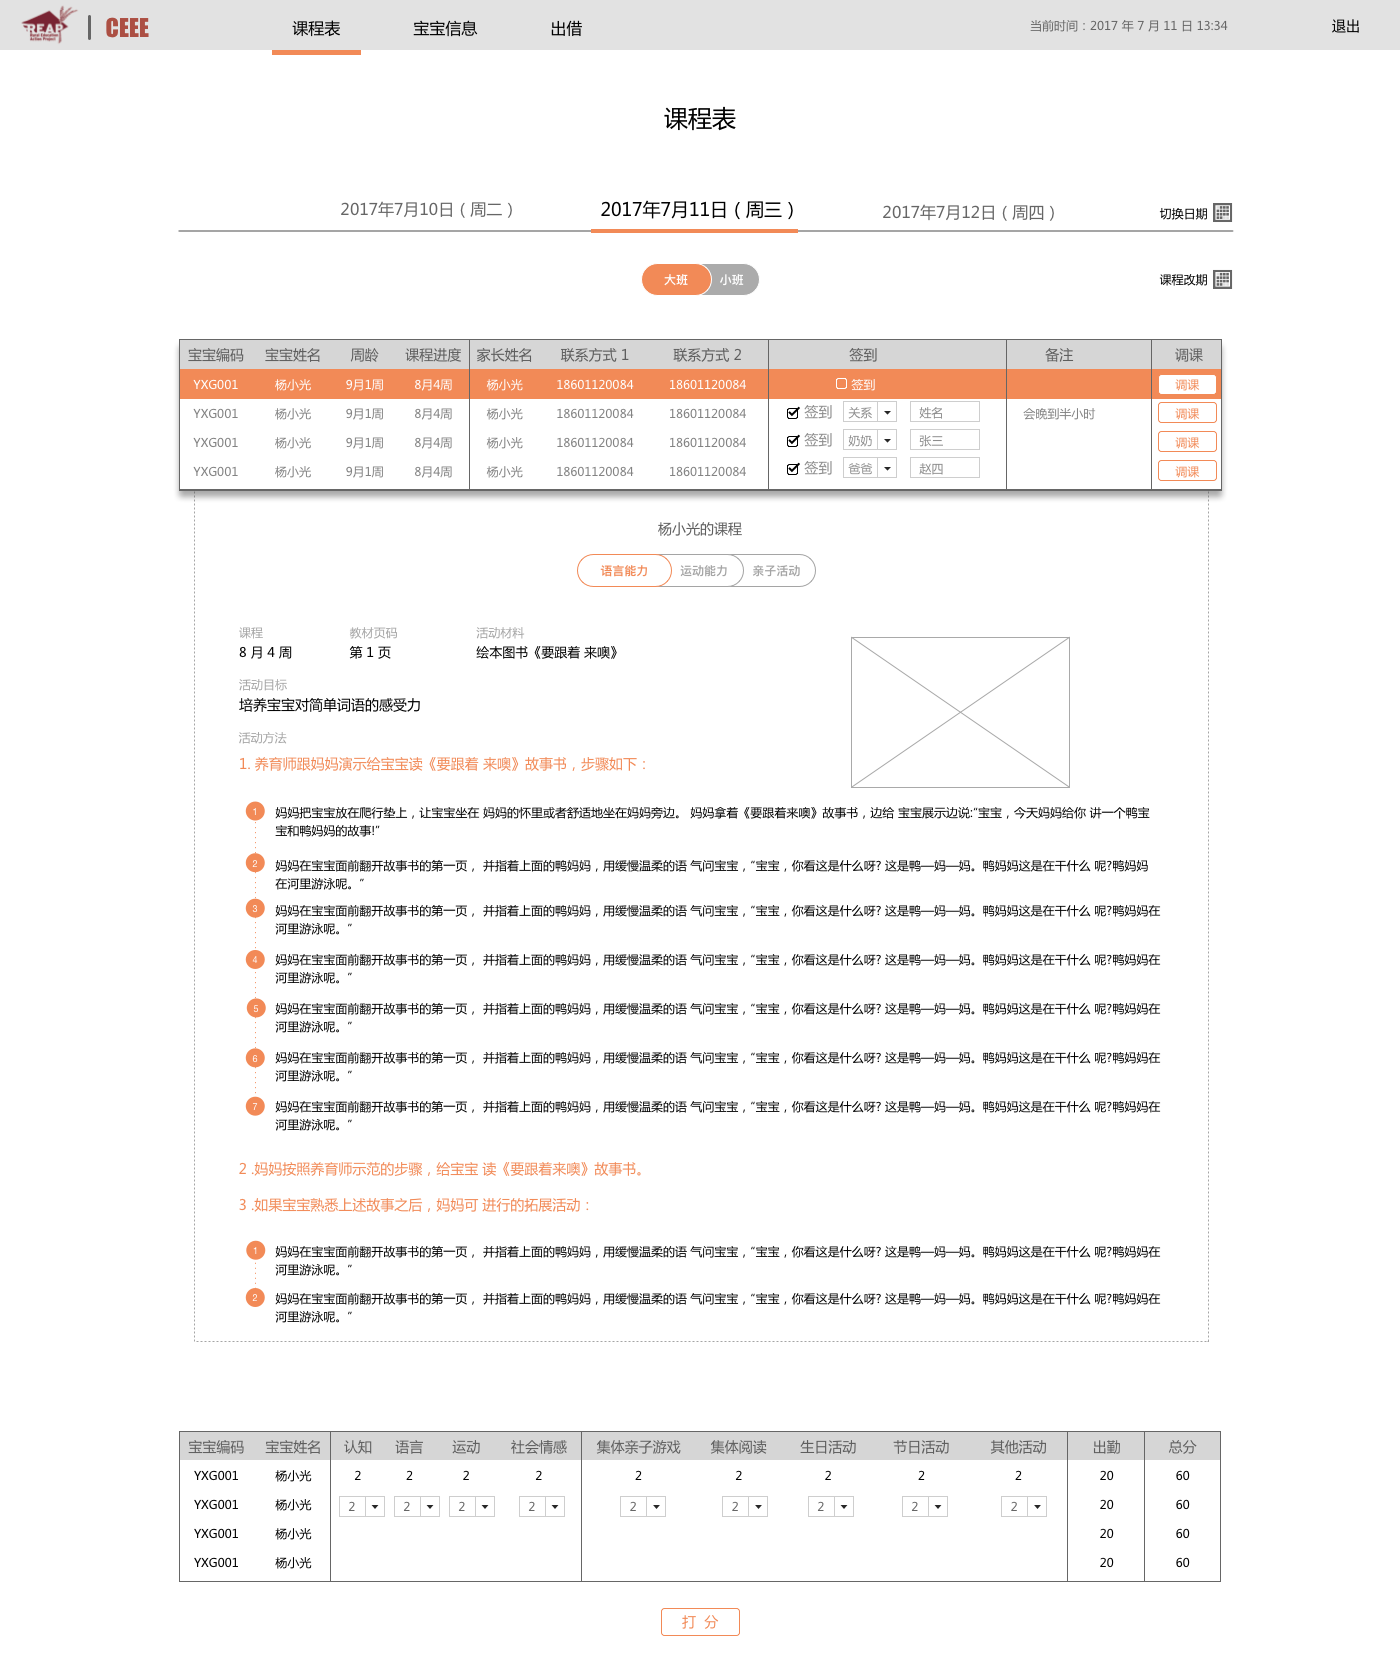 REAP
CEEE
课程表 宝宝信息 出借 当前时间：2017 年 7 月 11 日 13:34 退出
课程表
2017年7月10日（周二） 2017年7月11日（周三） 2017年7月12日（周四） 切换日期
大班 小班 课程改期
宝宝编码 宝宝姓名 周龄 课程进度 家长姓名 联系方式 1 联系方式 2 签到 备注 调课
YXG001 杨小光 9月1周 8月4周 杨小光 18601120084 18601120084 签到 调课
YXG001 杨小光 9月1周 8月4周 杨小光 18601120084 18601120084 签到 关系 姓名 会晚到半小时 调课
YXG001 杨小光 9月1周 8月4周 杨小光 18601120084 18601120084 签到 奶奶 张三 调课
YXG001 杨小光 9月1周 8月4周 杨小光 18601120084 18601120084 签到 爸爸 赵四 调课
杨小光的课程
语言能力 运动能力 亲子活动
课程 教材页码 活动材料
8 月 4 周 第 1 页 绘本图书《要跟着 来噢》
活动目标
培养宝宝对简单词语的感受力
活动方法
1. 养育师跟妈妈演示给宝宝读《要跟着 来噢》故事书，步骤如下：
1 妈妈把宝宝放在爬行垫上，让宝宝坐在 妈妈的怀里或者舒适地坐在妈妈旁边。 妈妈拿着《要跟着来噢》故事书，边给 宝宝展示边说:“宝宝，今天妈妈给你 讲一个鸭宝
宝和鸭妈妈的故事!”
2 妈妈在宝宝面前翻开故事书的第一页， 并指着上面的鸭妈妈，用缓慢温柔的语 气问宝宝，“宝宝，你看这是什么呀? 这是鸭—妈—妈。鸭妈妈这是在干什么 呢?鸭妈妈
在河里游泳呢。”
3 妈妈在宝宝面前翻开故事书的第一页， 并指着上面的鸭妈妈，用缓慢温柔的语 气问宝宝，“宝宝，你看这是什么呀? 这是鸭—妈—妈。鸭妈妈这是在干什么 呢?鸭妈妈在
河里游泳呢。”
4 妈妈在宝宝面前翻开故事书的第一页， 并指着上面的鸭妈妈，用缓慢温柔的语 气问宝宝，“宝宝，你看这是什么呀? 这是鸭—妈—妈。鸭妈妈这是在干什么 呢?鸭妈妈在
河里游泳呢。”
5 妈妈在宝宝面前翻开故事书的第一页， 并指着上面的鸭妈妈，用缓慢温柔的语 气问宝宝，“宝宝，你看这是什么呀? 这是鸭—妈—妈。鸭妈妈这是在干什么 呢?鸭妈妈在
河里游泳呢。”
6 妈妈在宝宝面前翻开故事书的第一页， 并指着上面的鸭妈妈，用缓慢温柔的语 气问宝宝，“宝宝，你看这是什么呀? 这是鸭—妈—妈。鸭妈妈这是在干什么 呢?鸭妈妈在
河里游泳呢。”
7 妈妈在宝宝面前翻开故事书的第一页， 并指着上面的鸭妈妈，用缓慢温柔的语 气问宝宝，“宝宝，你看这是什么呀? 这是鸭—妈—妈。鸭妈妈这是在干什么 呢?鸭妈妈在
河里游泳呢。”
2 .妈妈按照养育师示范的步骤，给宝宝 读《要跟着来噢》故事书。
3 .如果宝宝熟悉上述故事之后，妈妈可 进行的拓展活动：
1 妈妈在宝宝面前翻开故事书的第一页， 并指着上面的鸭妈妈，用缓慢温柔的语 气问宝宝，“宝宝，你看这是什么呀? 这是鸭—妈—妈。鸭妈妈这是在干什么 呢?鸭妈妈在
河里游泳呢。”
2 妈妈在宝宝面前翻开故事书的第一页， 并指着上面的鸭妈妈，用缓慢温柔的语 气问宝宝，“宝宝，你看这是什么呀? 这是鸭—妈—妈。鸭妈妈这是在干什么 呢?鸭妈妈在
河里游泳呢。”
宝宝编码 宝宝姓名 认知 语言 运动 社会情感 集体亲子游戏 集体阅读 生日活动 节日活动 其他活动 出勤 总分
YXG001 杨小光 2 2 2 2 2 2 2 2 2 20 60
YXG001 杨小光 2 2 2 2 2 2 2 2 2 20 60
YXG001 杨小光 20 60
YXG001 杨小光 20 60
打 分